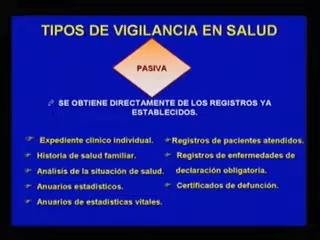 TIPOS DE VIGILANCIA EN SALUD
PASIVA
SE OBTIENE DIRECTAMENTE DE LOS REGISTROS YA
ESTABLECIDOS.
Expediente clínico individual.
Historia de salud familiar.
Análisis de la situación de salud.
Anuarios estadísticos.
Anuarios de estadísticas vitales.
Registros de pacientes atendidos.
Registros de enfermedades de
declaración obligatoria.
Certificados de defunción.